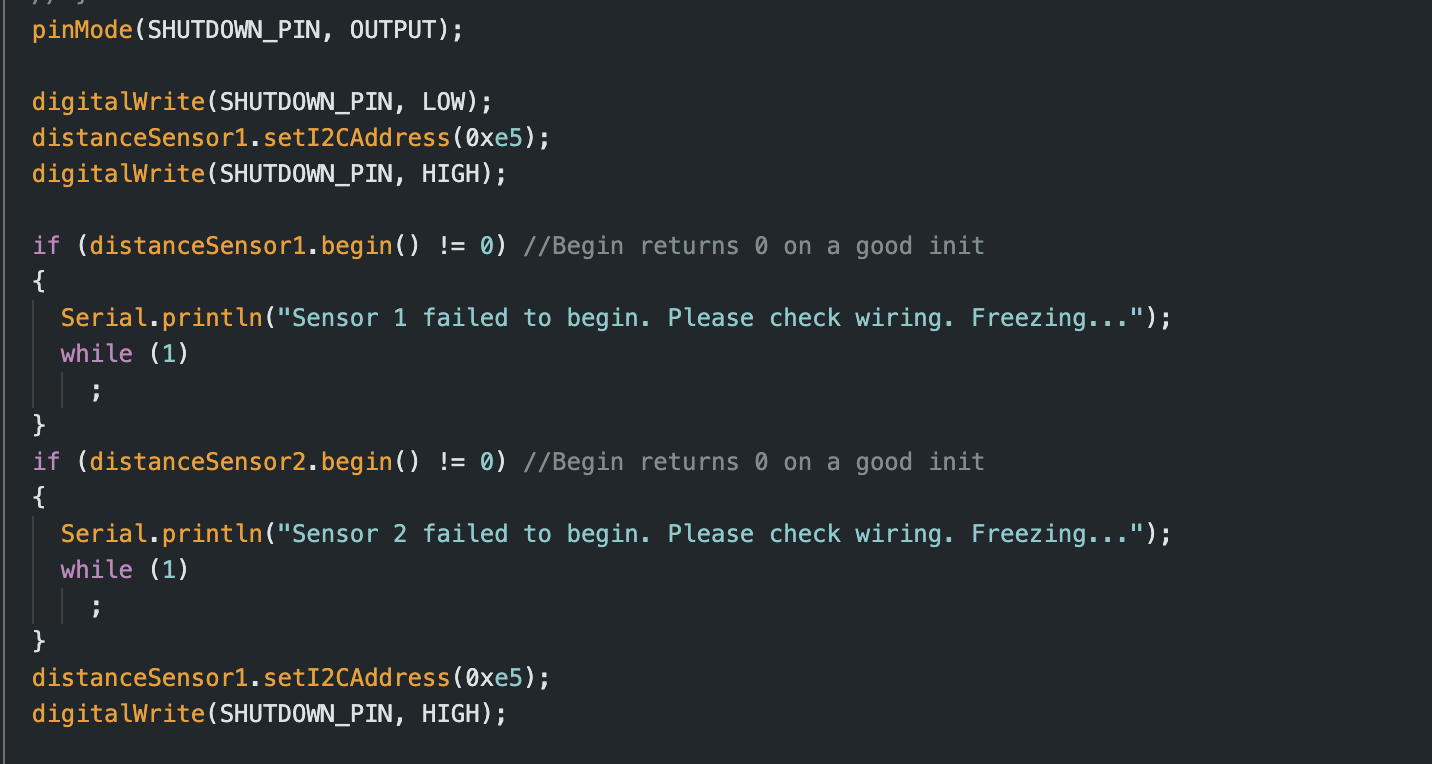 pinMode(SHUTDOWN_PIN, OUTPUT);
digitalWrite(SHUTDOWN_PIN, LOW);
distanceSensor1.setI2CAddress(0xe5);
digitalWrite(SHUTDOWN_PIN, HIGH);
if (distanceSensor1.begin() != 0) //Begin returns 0 on a good init
{
Serial.println("Sensor 1 failed to begin. Please check wiring. Freezing...");
while (1)
;
}
if (distanceSensor2.begin() != 0) //Begin returns 0 on a good init
{
Serial.println("Sensor 2 failed to begin. Please check wiring. Freezing...");
while (1)
;
}
distanceSensor1.setI2CAddress(0xe5);
digitalWrite(SHUTDOWN_PIN, HIGH);